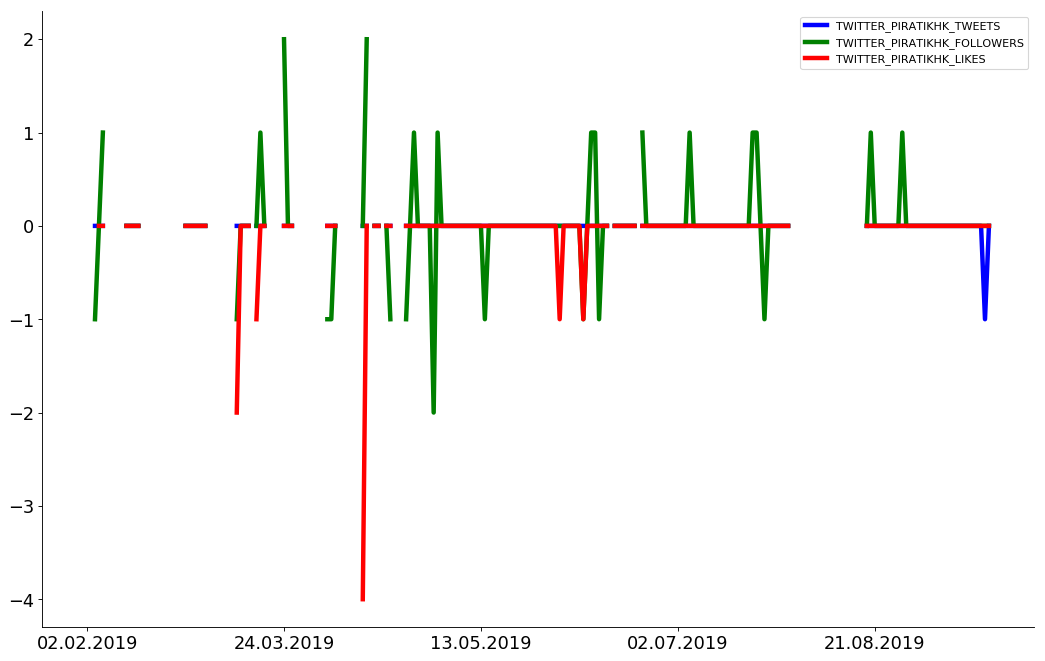 TWITTER_PIRATIKHK_TWEETS
TWITTER_PIRATIKHK_FOLLOWERS
TWITTER_PIRATIKHK_LIKES
2
1
0
−1
−2
−3
−4
02.02.2019 24.03.2019 13.05.2019 02.07.2019 21.08.2019